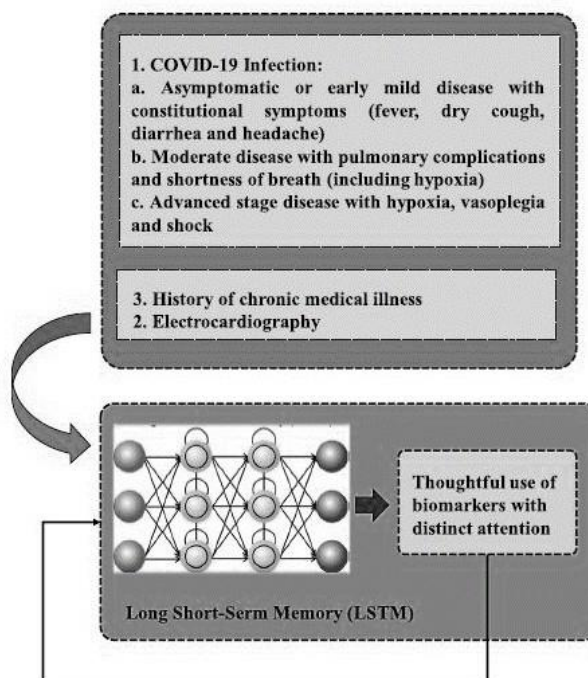 1. COVID-19 Infection:
a. Asymptomatic or early mild disease with
constitutional symptoms (fever, dry cough,
diarrhea and headache)
b. Moderate disease with pulmonary complications
and shortness of breath (including hypoxia)
c. Advanced stage disease with hypoxia, vasoplegia
and shock
3. History of chronic medical illness
2. Electrocardiography
Thoughtful use of
biomarkers with
distinct attention
Long Short-Serm Memory (LSTM)